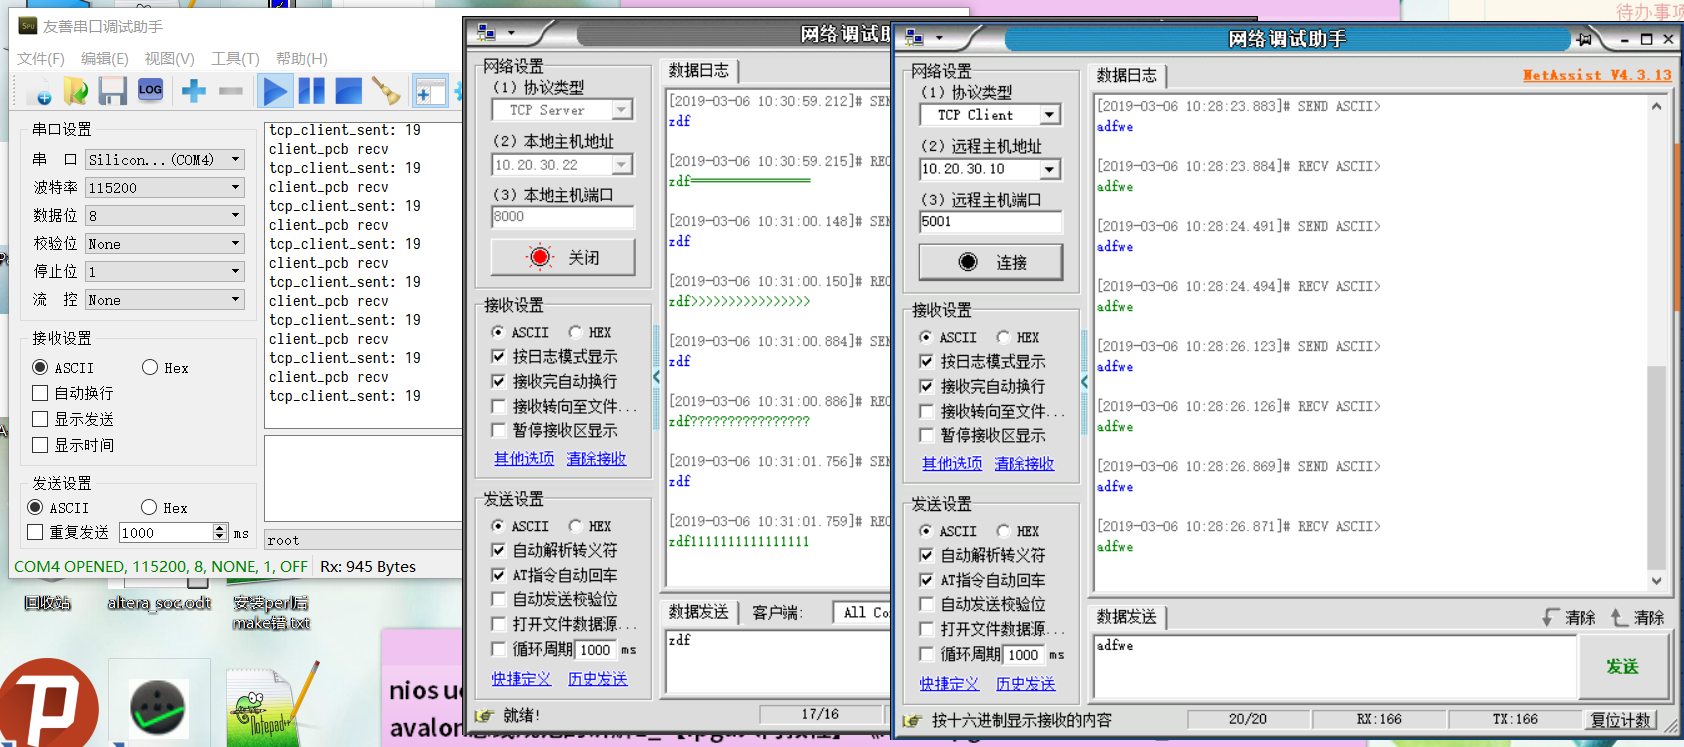 待办事项
友善串口调试助手
文件(F) 编辑(E) 视图(V) 工具(T) 帮助(H)
LOG
串口设置
串 口 Silicon...(COM4)
波特率 115200
数据位 8
校验位 None
停止位 1
流 控 None
接收设置
ASCII Hex
自动换行
显示发送
显示时间
发送设置
ASCII Hex
重复发送 1000 ms
tcp_client_sent: 19
client_pcb recv
tcp_client_sent: 19
client_pcb recv
tcp_client_sent: 19
client_pcb recv
tcp_client_sent: 19
client_pcb recv
tcp_client_sent: 19
client_pcb recv
tcp_client_sent: 19
client_pcb recv
tcp_client_sent: 19
client_pcb recv
tcp_client_sent: 19
root
COM4 OPENED, 115200, 8, NONE, 1, OFF Rx: 945 Bytes
回收站
altera_soc.odt
安装perl后
make错.txt
网络调试助
网络设置
(1) 协议类型
TCP Server
(2) 本地主机地址
10.20.30.22
(3) 本地主机端口
8000
关闭
接收设置
ASCII HEX
按日志模式显示
接收完自动换行
接收转向至文件...
暂停接收区显示
其他选项 清除接收
发送设置
ASCII HEX
自动解析转义符
AT指令自动回车
自动发送校验位
打开文件数据源...
循环周期 1000 ms
快捷定义 历史发送
就绪!
17/16
数据日志
[2019-03-06 10:30:59.212]# SEN
zdf
[2019-03-06 10:30:59.215]# REC
zdf================
[2019-03-06 10:31:00.148]# SEN
zdf
[2019-03-06 10:31:00.150]# REC
zdf>>>>>>>>>>>>>>>>
[2019-03-06 10:31:00.884]# SEN
zdf
[2019-03-06 10:31:00.886]# REC
zdf????????????????
[2019-03-06 10:31:01.756]# SEN
zdf
[2019-03-06 10:31:01.759]# REC
zdf1111111111111111
数据发送 客户端: All Co
zdf
网络调试助手
网络设置
(1) 协议类型
TCP Client
(2) 远程主机地址
10.20.30.10
(3) 远程主机端口
5001
连接
接收设置
ASCII HEX
按日志模式显示
接收完自动换行
接收转向至文件...
暂停接收区显示
其他选项 清除接收
发送设置
ASCII HEX
自动解析转义符
AT指令自动回车
自动发送校验位
打开文件数据源...
循环周期 1000 ms
快捷定义 历史发送
数据日志
NetAssist V4.3.13
[2019-03-06 10:28:23.883]# SEND ASCII>
adfwe
[2019-03-06 10:28:23.884]# RECV ASCII>
adfwe
[2019-03-06 10:28:24.491]# SEND ASCII>
adfwe
[2019-03-06 10:28:24.494]# RECV ASCII>
adfwe
[2019-03-06 10:28:26.123]# SEND ASCII>
adfwe
[2019-03-06 10:28:26.126]# RECV ASCII>
adfwe
[2019-03-06 10:28:26.869]# SEND ASCII>
adfwe
[2019-03-06 10:28:26.871]# RECV ASCII>
adfwe
数据发送 清除 清除
adfwe
发送
按十六进制显示接收的内容 20/20 RX:166 TX:166 复位计数
Notepad++
nios
avalon